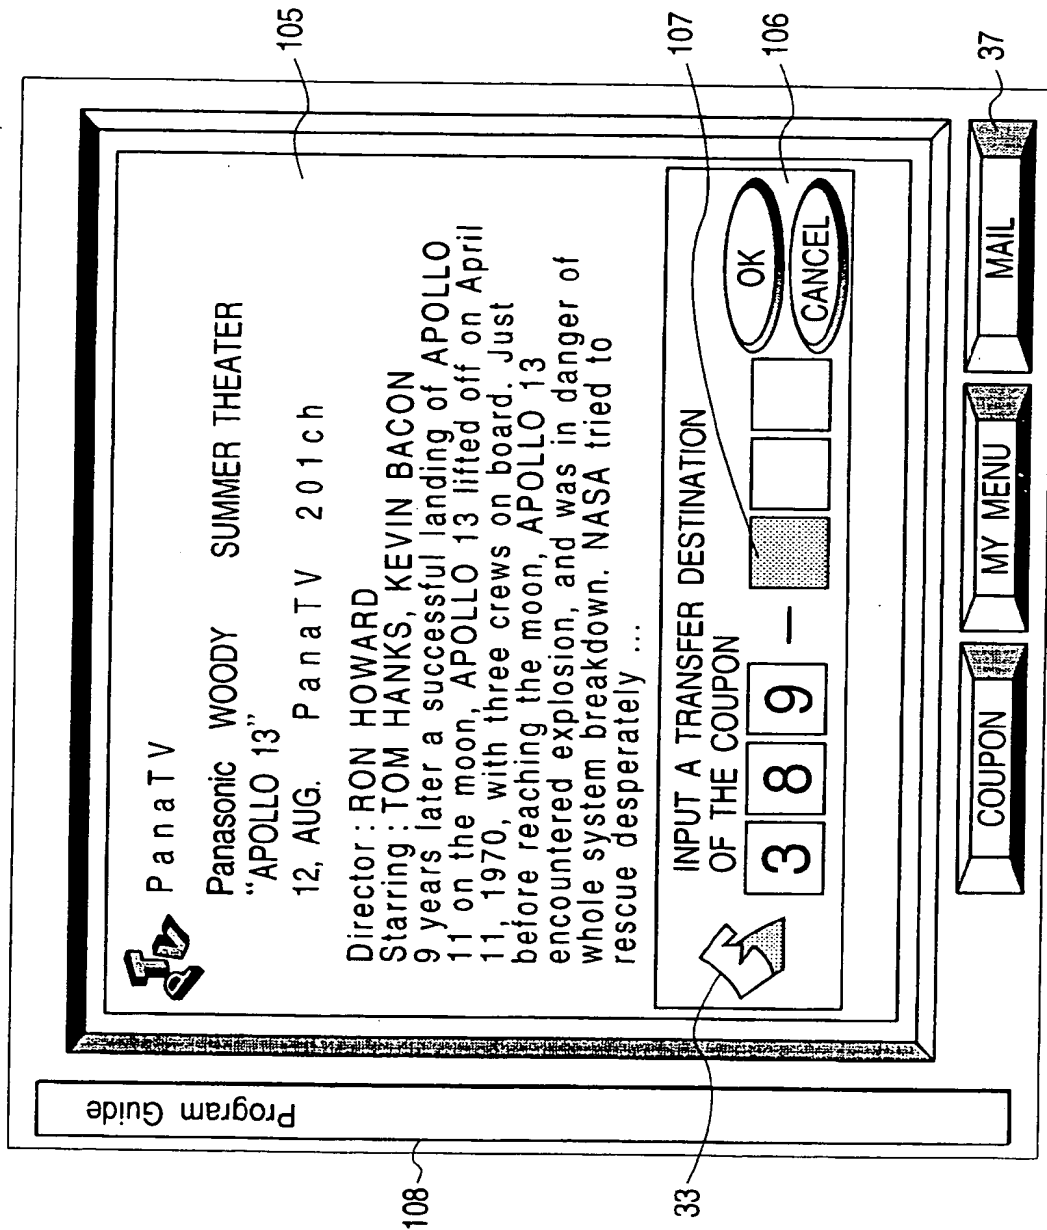 105
107
106
37
108
33
Program Guide
PTV
PanaTV
Panasonic WOODY SUMMER THEATER
“APOLLO 13”
12, AUG. PanaTV 201ch
Director : RON HOWARD
Starring : TOM HANKS, KEVIN BACON
9 years later a successful landing of APOLLO
11 on the moon, APOLLO 13 lifted off on April
11, 1970, with three crews on board. Just
before reaching the moon, APOLLO 13
encountered explosion, and was in danger of
whole system breakdown. NASA tried to
rescue desperately ...
INPUT A TRANSFER DESTINATION
OF THE COUPON
3 8 9 –
OK
CANCEL
COUPON
MY MENU
MAIL